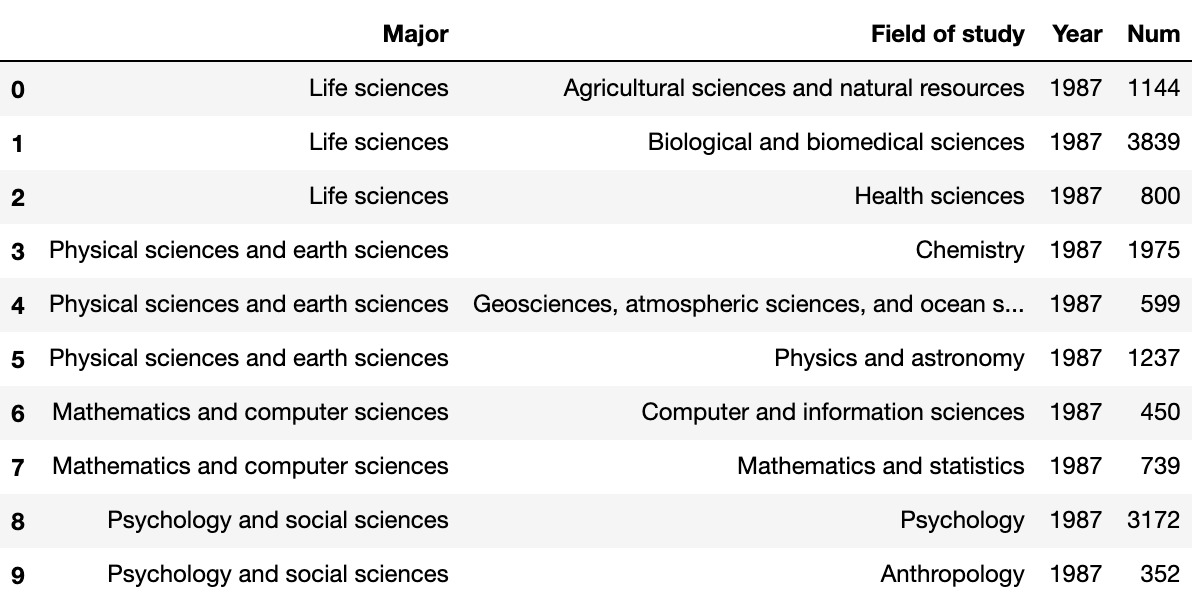 Major Field of study Year Num
0 Life sciences Agricultural sciences and natural resources 1987 1144
1 Life sciences Biological and biomedical sciences 1987 3839
2 Life sciences Health sciences 1987 800
3 Physical sciences and earth sciences Chemistry 1987 1975
4 Physical sciences and earth sciences Geosciences, atmospheric sciences, and ocean s... 1987 599
5 Physical sciences and earth sciences Physics and astronomy 1987 1237
6 Mathematics and computer sciences Computer and information sciences 1987 450
7 Mathematics and computer sciences Mathematics and statistics 1987 739
8 Psychology and social sciences Psychology 1987 3172
9 Psychology and social sciences Anthropology 1987 352